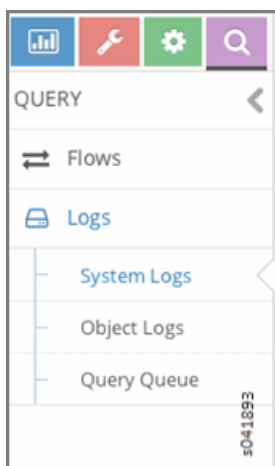 QUERY
Flows
Logs
System Logs
Object Logs
Query Queue
s041893